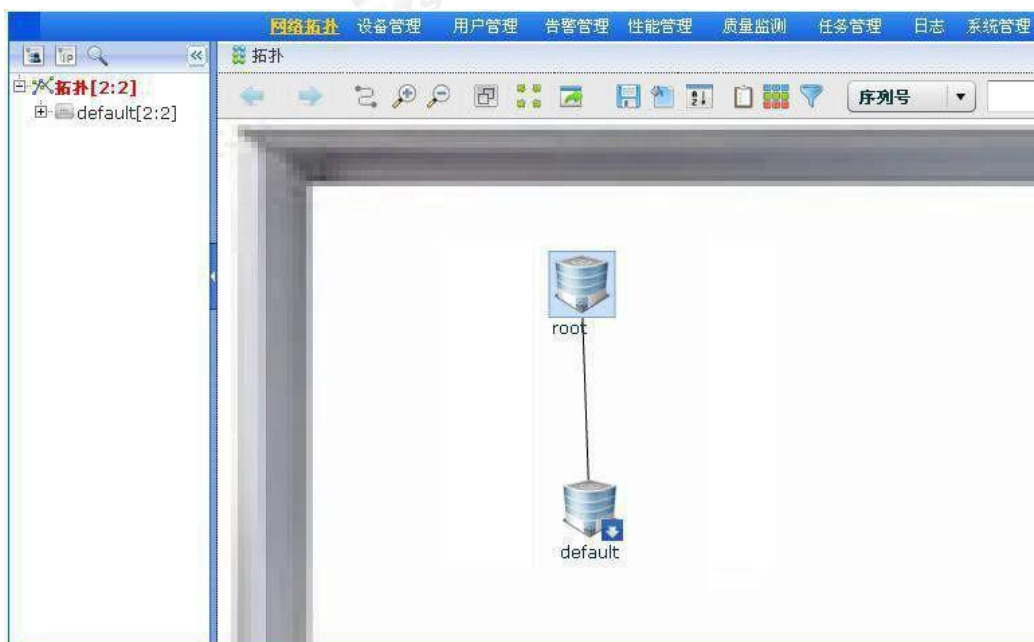 网络拓扑 设备管理 用户管理 告警管理 性能管理 质量监测 任务管理 日志 系统管理
拓扑
拓扑[2:2]
default[2:2]
序列号
root
default